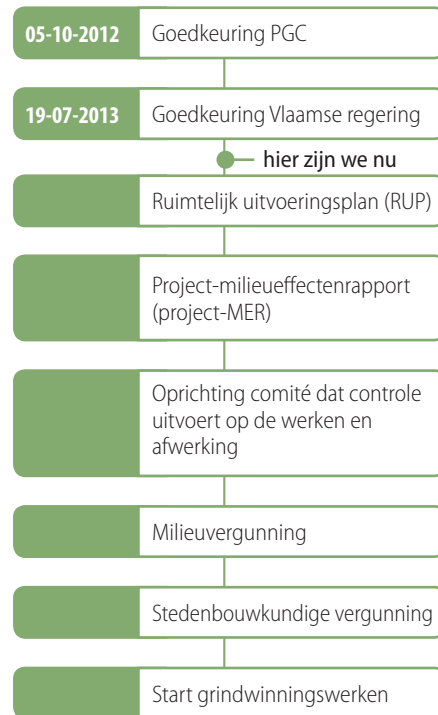 05-10-2012 Goedkeuring PGC
19-07-2013 Goedkeuring Vlaamse regering
hier zijn we nu
Ruimtelijk uitvoeringsplan (RUP)
Project-milieueffectenrapport
(project-MER)
Oprichting comité dat controle
uitvoert op de werken en
afwerking
Milieuvergunning
Stedenbouwkundige vergunning
Start grindwinningswerken